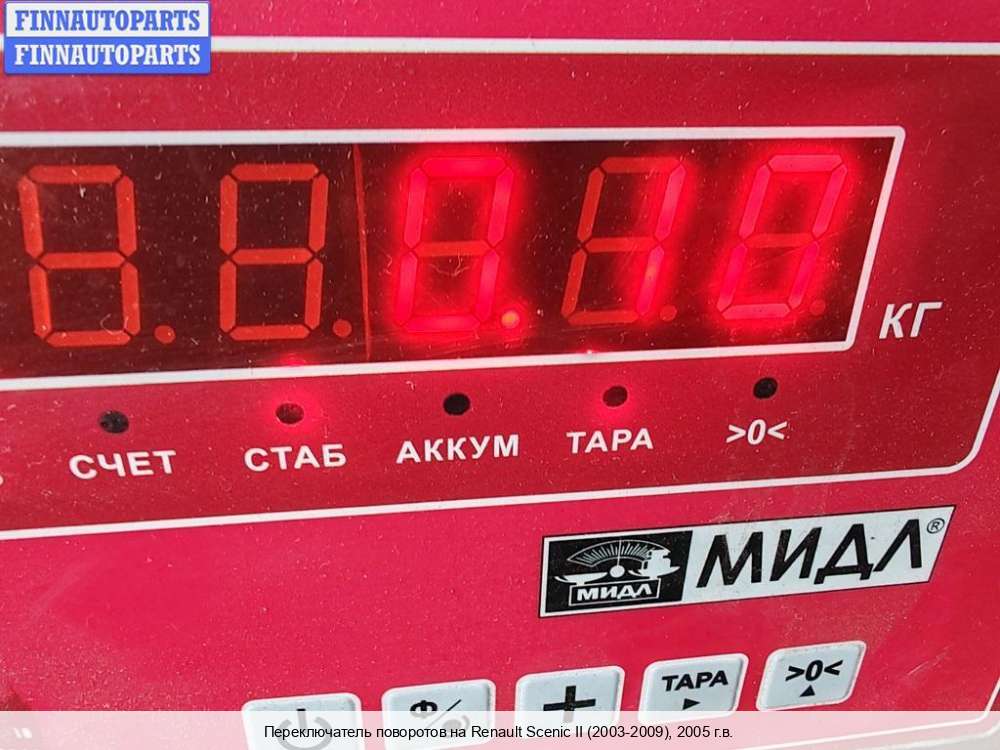 FINNAUTOPARTS
FINNAUTOPARTS
0.10
КГ
СЧЕТ СТАБ АККУМ ТАРА >0<
МИДЛ®
МИДЛ
Ф/
+ ТАРА >0<
Переключатель поворотов на Renault Scenic II (2003-2009), 2005 г.в.